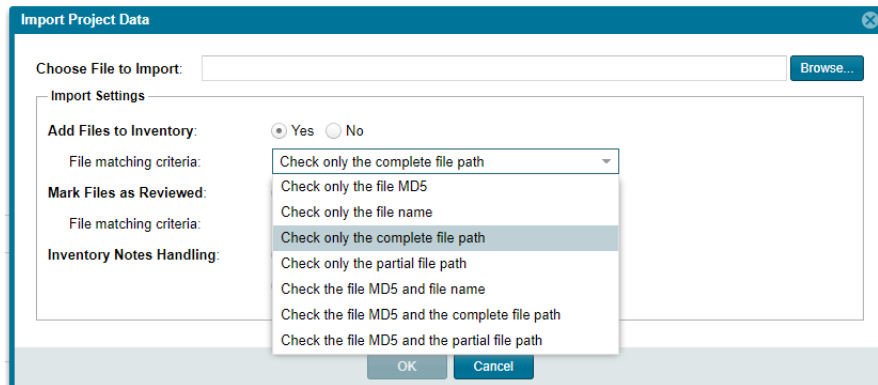 Import Project Data
Choose File to Import:
Browse...
Import Settings
Add Files to Inventory: Yes No
File matching criteria: Check only the complete file path
Check only the file MD5
Mark Files as Reviewed:
Check only the file name
File matching criteria:
Check only the complete file path
Inventory Notes Handling:
Check only the partial file path
Check the file MD5 and file name
Check the file MD5 and the complete file path
Check the file MD5 and the partial file path
OK Cancel